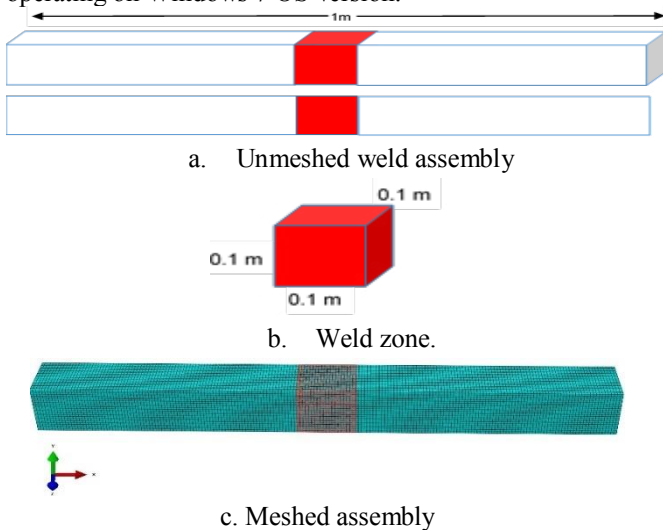 operating on Windows 7 OS version.
1m
a. Unmeshed weld assembly
0.1 m
0.1 m
0.1 m
b. Weld zone.
c. Meshed assembly